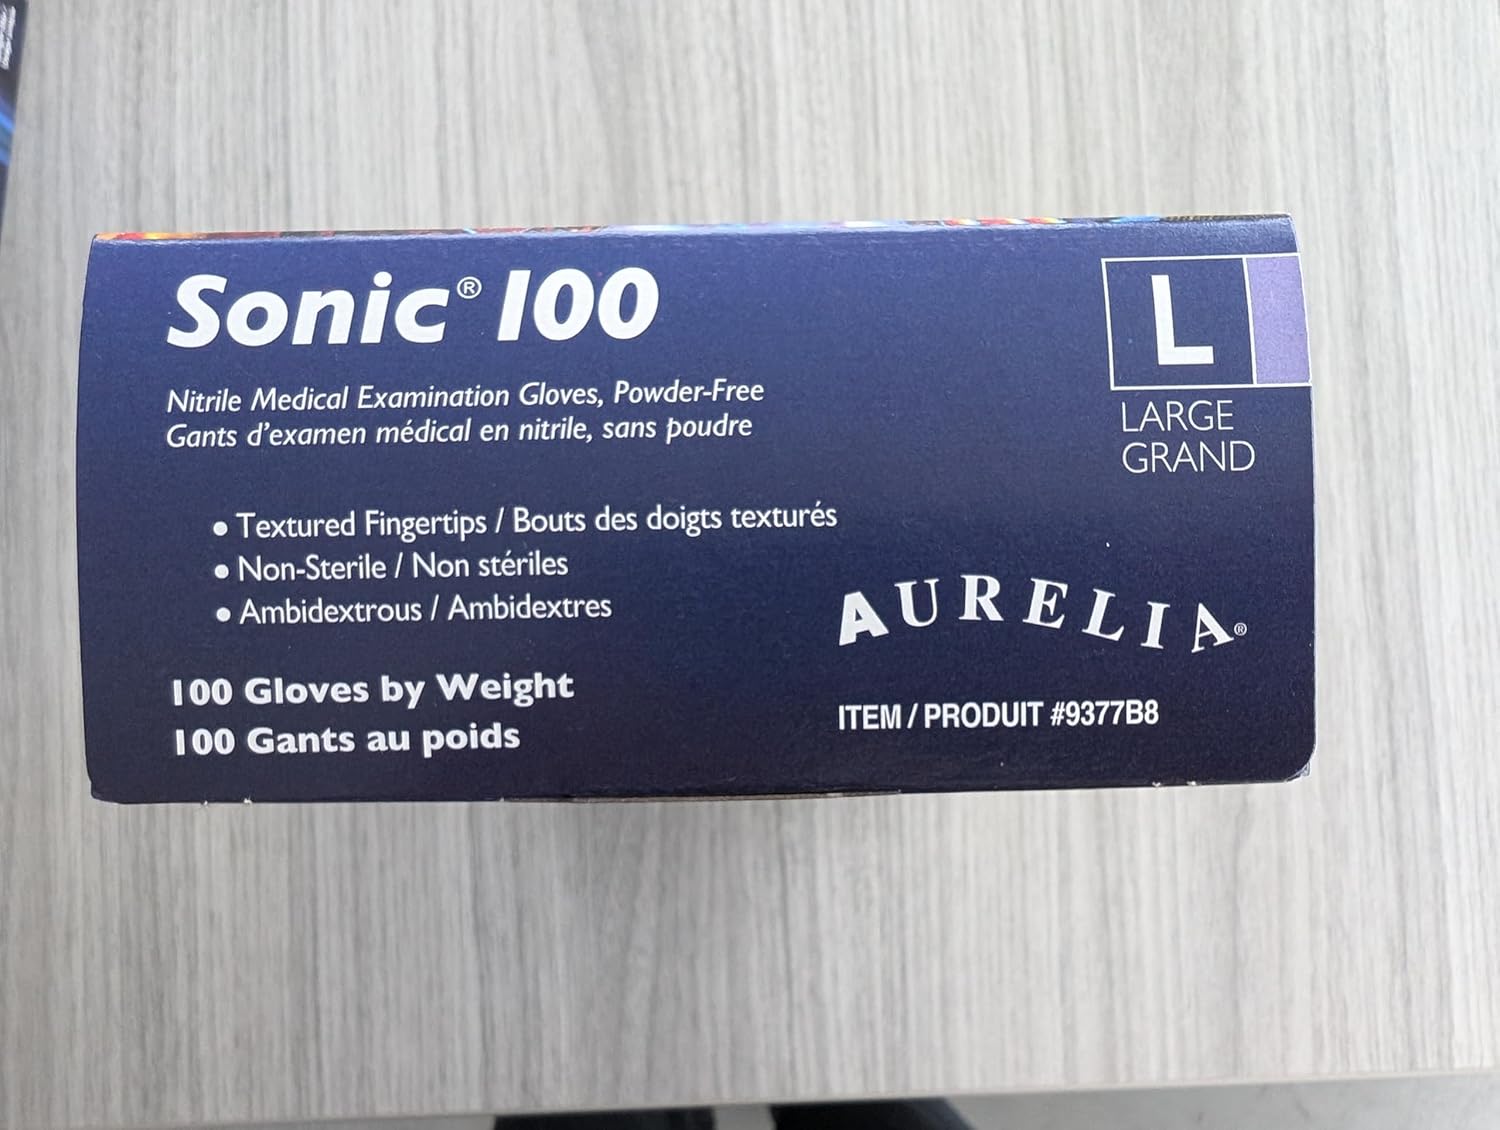 Sonic® 100
Nitrile Medical Examination Gloves, Powder-Free
Gants d'examen médical en nitrile, sans poudre
• Textured Fingertips / Bouts des doigts texturés
• Non-Sterile / Non stériles
• Ambidextrous / Ambidextres
100 Gloves by Weight
100 Gants au poids
L
LARGE
GRAND
AURELIA®
ITEM / PRODUIT #9377B8